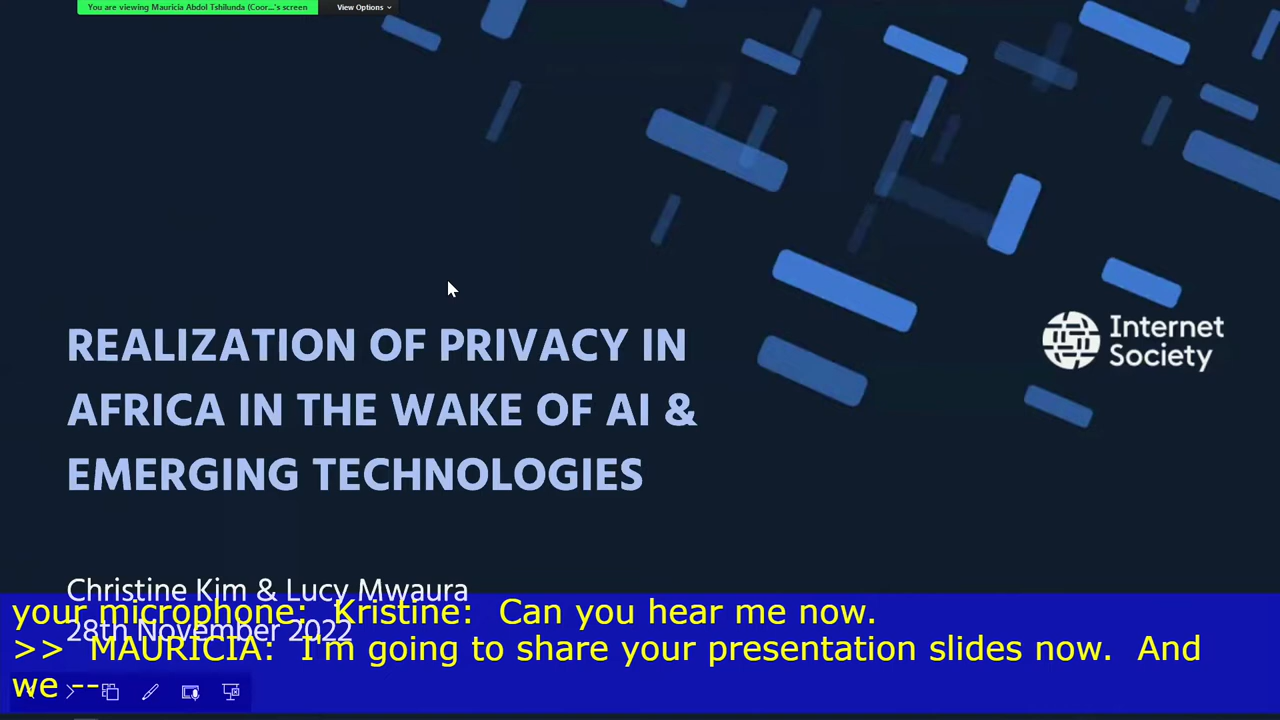 You are viewing Mauricia Abdol Tshilunda (Coor...'s screen
View Options
REALIZATION OF PRIVACY IN
AFRICA IN THE WAKE OF AI &
EMERGING TECHNOLOGIES
Internet
Society
Christine Kim & Lucy Mwaura
28th November 2022
your microphone: Kristine: Can you hear me now.
>> MAURICIA: I'm going to share your presentation slides now. And
we --